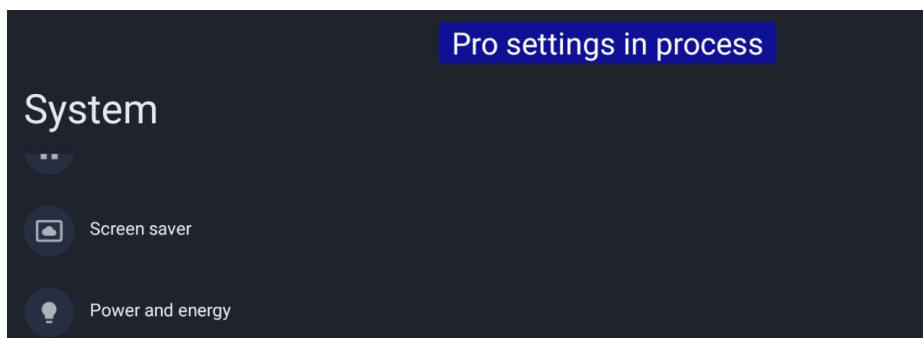 Pro settings in process
System
Screen saver
Power and energy